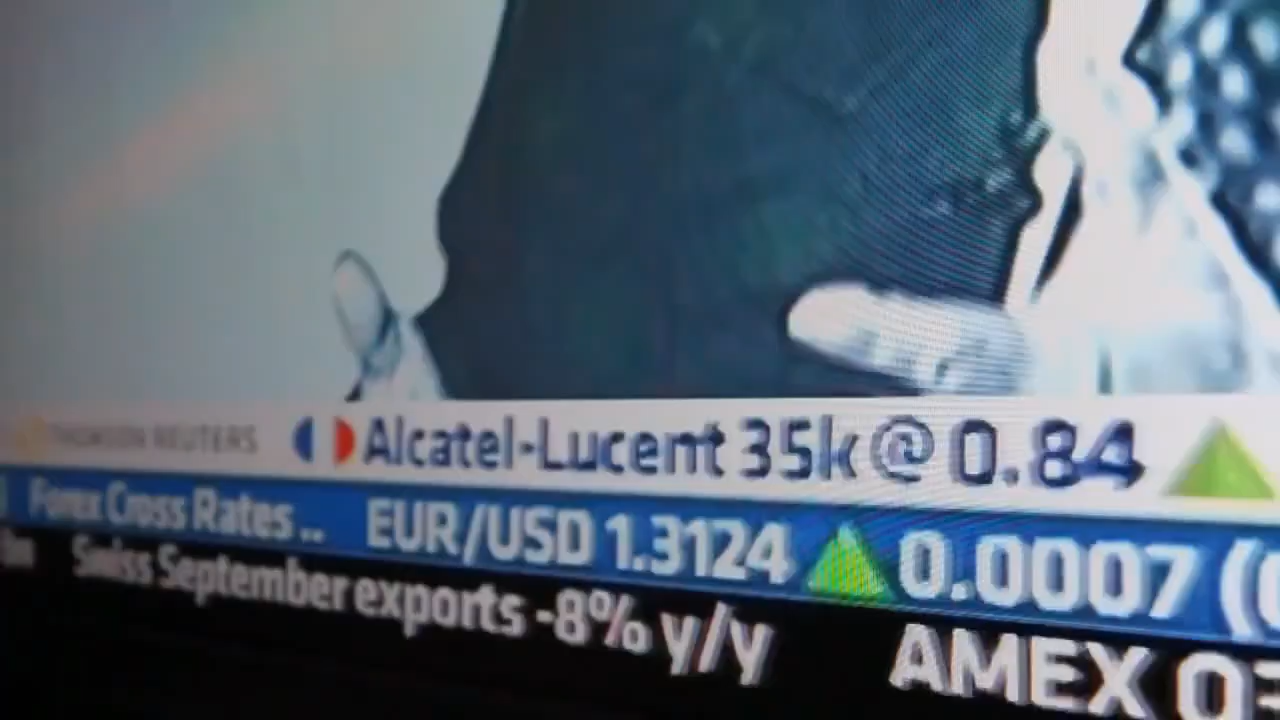 THOMSON REUTERS Alcatel-Lucent 35k @ 0.84
Forex Cross Rates .. EUR/USD 1.3124 0.0007 (
Swiss September exports -8% y/y AMEX